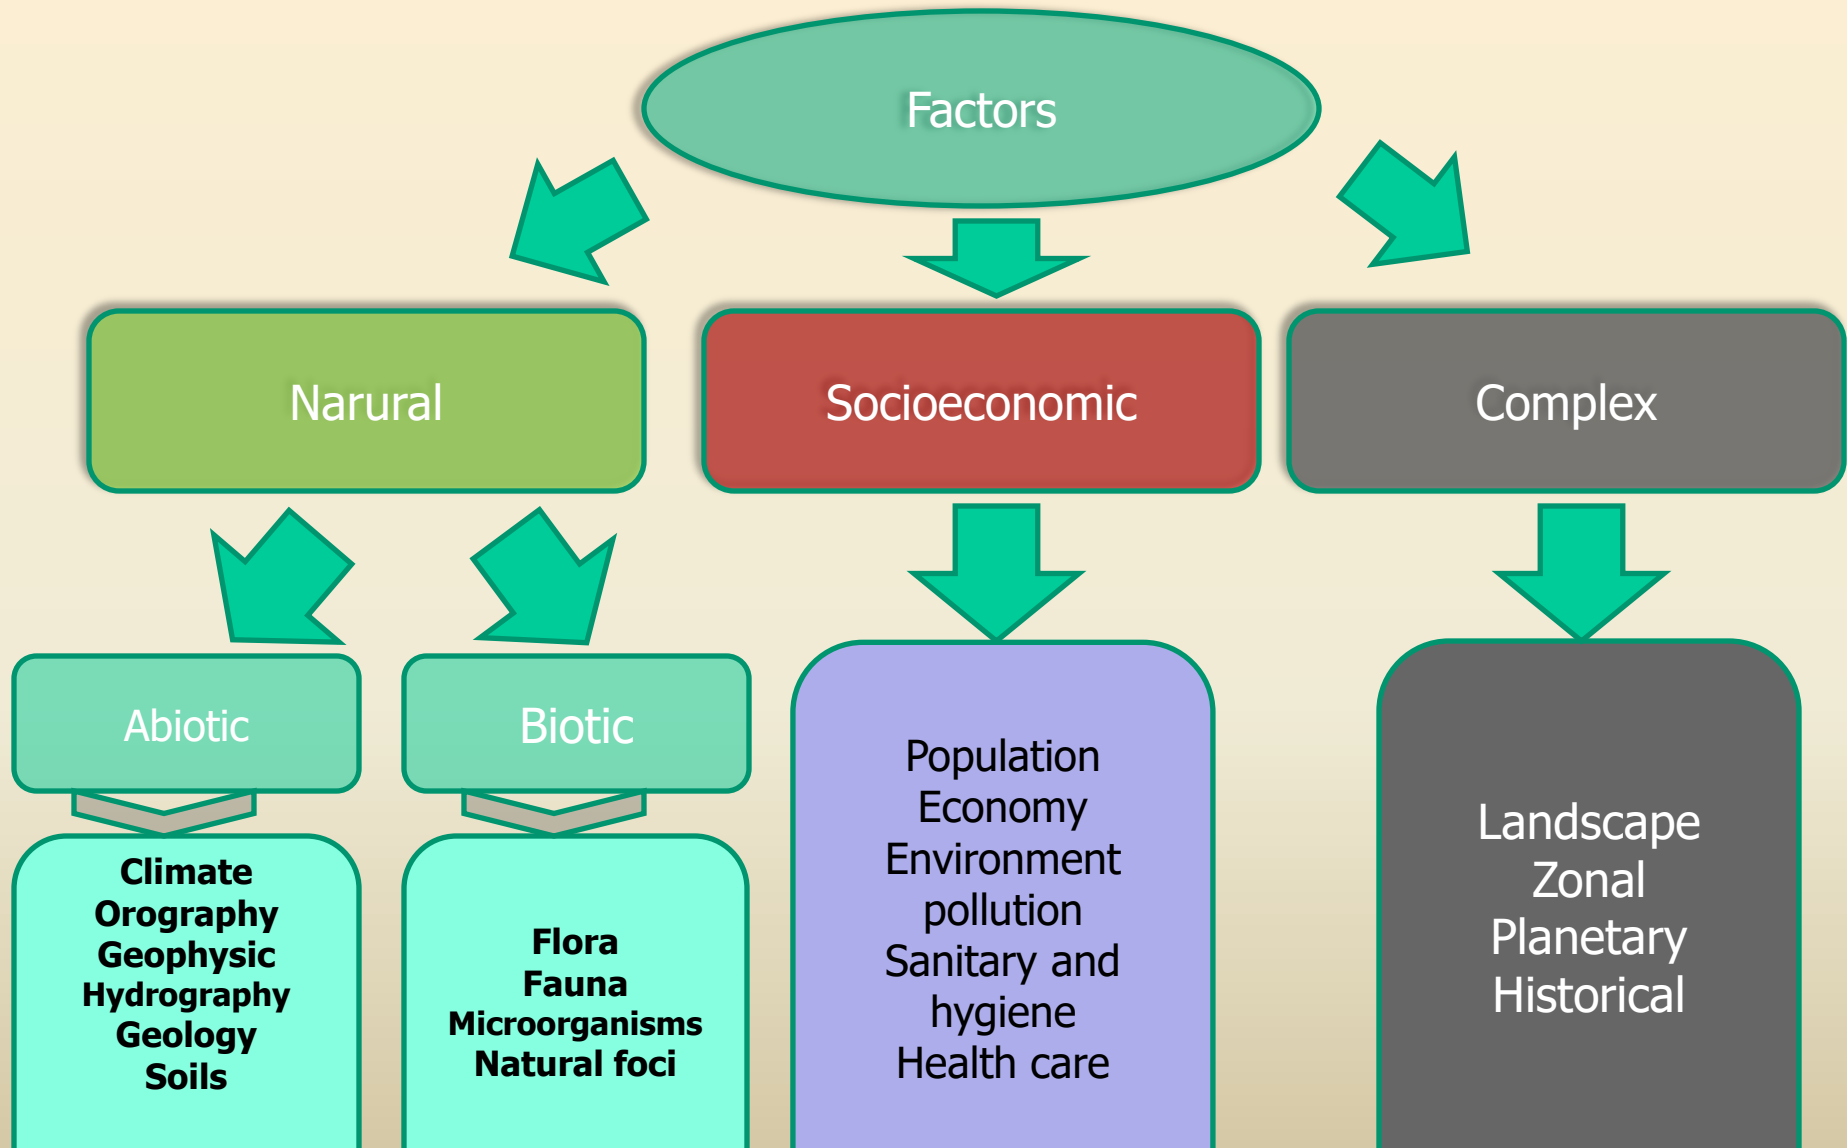 Factors
Narural
Socioeconomic
Complex
Abiotic
Biotic
Climate
Orography
Geophysic
Hydrography
Geology
Soils
Flora
Fauna
Microorganisms
Natural foci
Population
Economy
Environment
pollution
Sanitary and
hygiene
Health care
Landscape
Zonal
Planetary
Historical